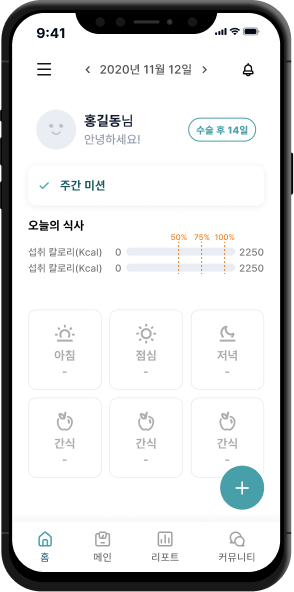 9:41
2020년 11월 12일
홍길동님
안녕하세요!
수술 후 14일
주간 미션
오늘의 식사
50% 75% 100%
섭취 칼로리(Kcal) 0 2250
섭취 칼로리(Kcal) 0 2250
아침 점심 저녁
- - -
간식 간식 간식
- - -
홈 메인 리포트 커뮤니티